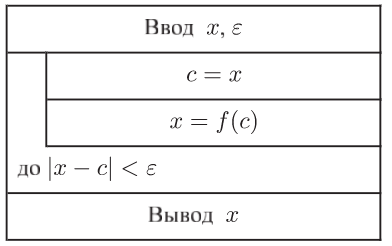 Ввод x, ε
c = x
x = f(c)
до |x − c| < ε
Вывод x